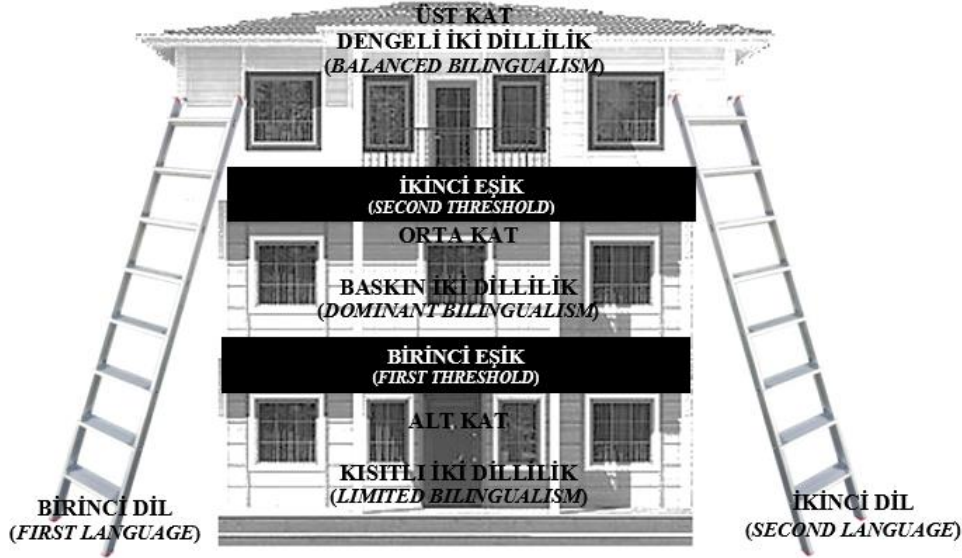 ÜST KAT
DENGELİ İKİ DİLLİLİK
(BALANCED BILINGUALISM)
İKİNCİ EŞİK
(SECOND THRESHOLD)
ORTA KAT
BASKIN İKİ DİLLİLİK
(DOMINANT BILINGUALISM)
BİRİNCİ EŞİK
(FIRST THRESHOLD)
ALT KAT
KISITLI İKİ DİLLİLİK
(LIMITED BILINGUALISM)
BİRİNCİ DİL
(FIRST LANGUAGE)
İKİNCİ DİL
(SECOND LANGUAGE)